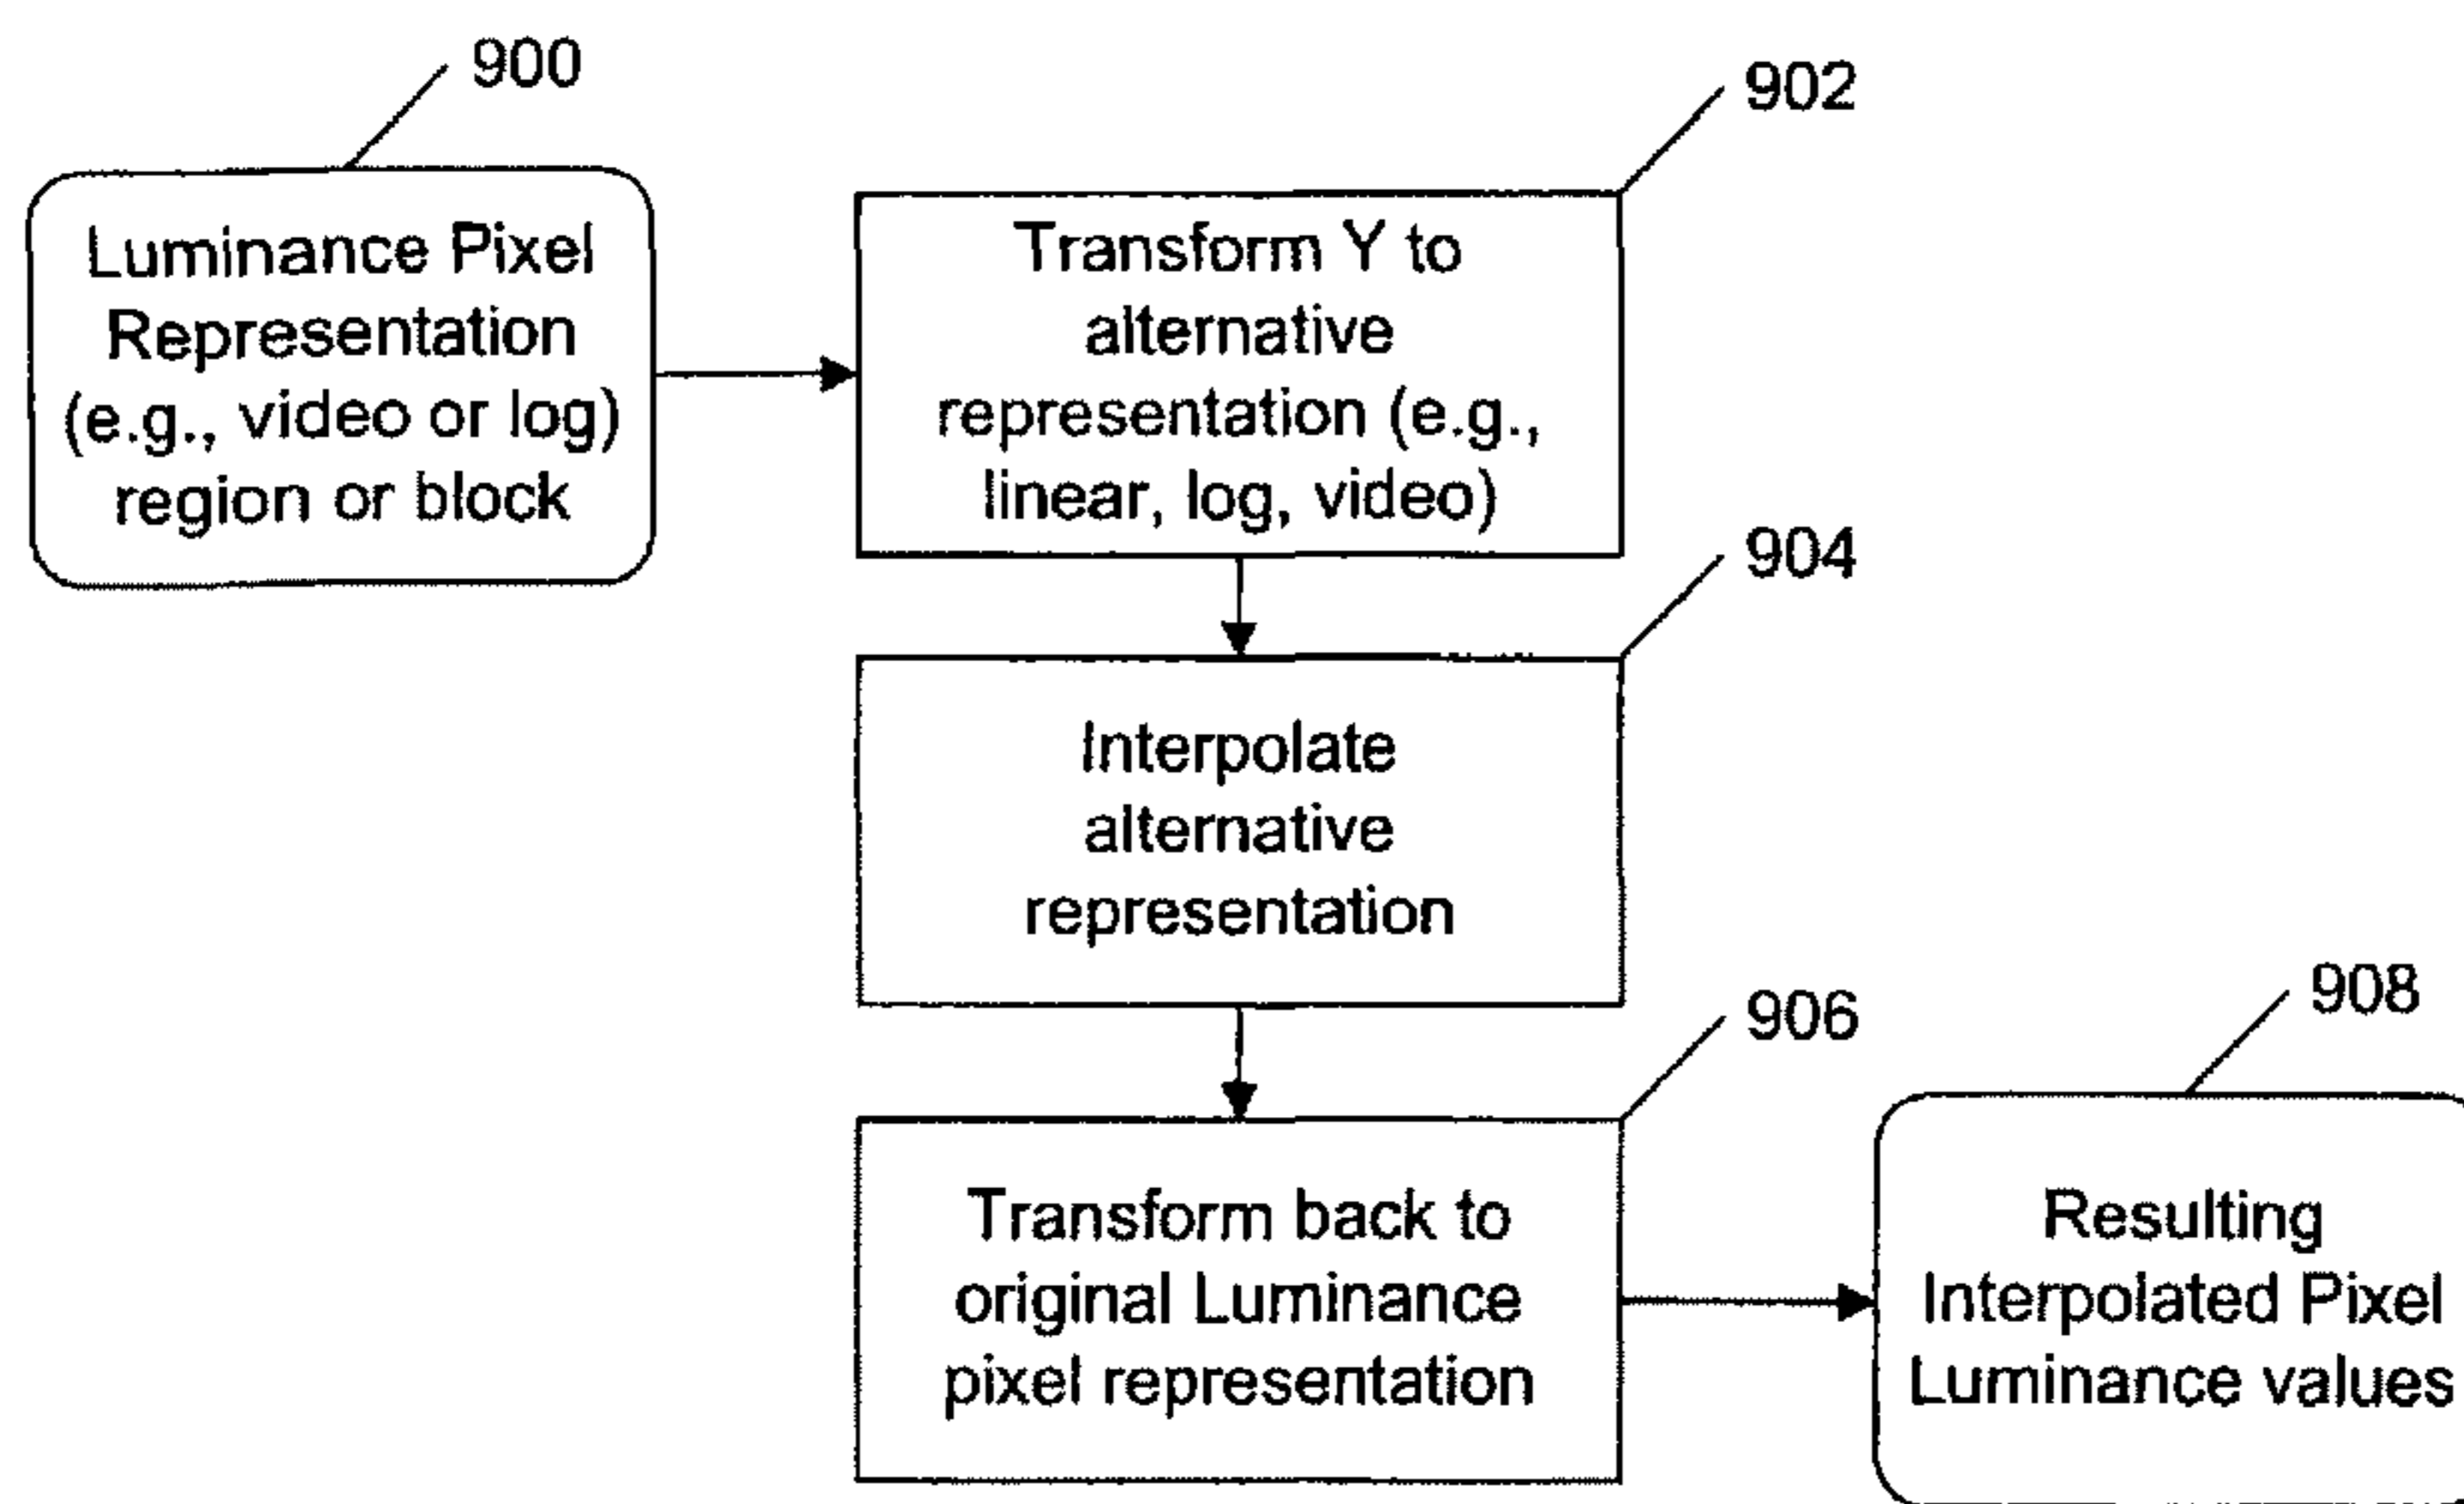 900
Luminance Pixel
Representation
(e.g., video or log)
region or block
902
Transform Y to
alternative
representation (e.g.,
linear, log, video)
904
Interpolate
alternative
representation
906
Transform back to
original Luminance
pixel representation
908
Resulting
Interpolated Pixel
Luminance values